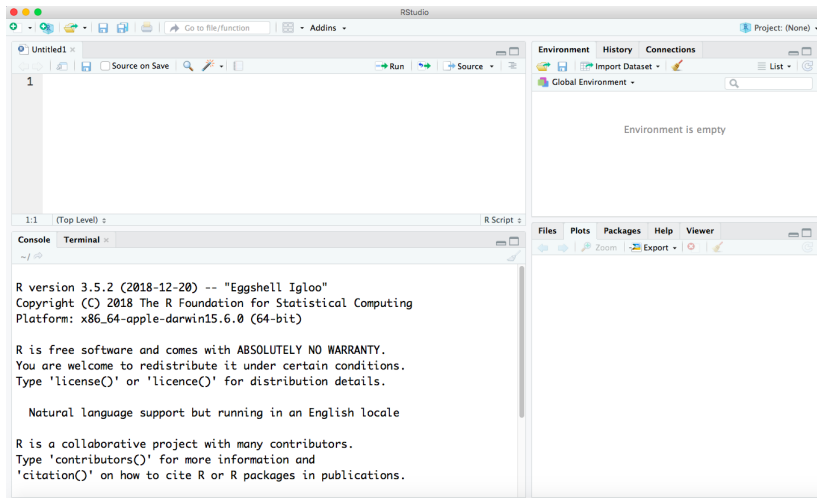 RStudio
Go to file/function
Addins
Project: (None)
Untitled1
Source on Save
Run
Source
1
1:1 (Top Level)
R Script
Console Terminal
~/
R version 3.5.2 (2018-12-20) -- "Eggshell Igloo"
Copyright (C) 2018 The R Foundation for Statistical Computing
Platform: x86_64-apple-darwin15.6.0 (64-bit)
R is free software and comes with ABSOLUTELY NO WARRANTY.
You are welcome to redistribute it under certain conditions.
Type 'license()' or 'licence()' for distribution details.
Natural language support but running in an English locale
R is a collaborative project with many contributors.
Type 'contributors()' for more information and
'citation()' on how to cite R or R packages in publications.
Environment History Connections
Import Dataset
List
Global Environment
Environment is empty
Files Plots Packages Help Viewer
Zoom Export